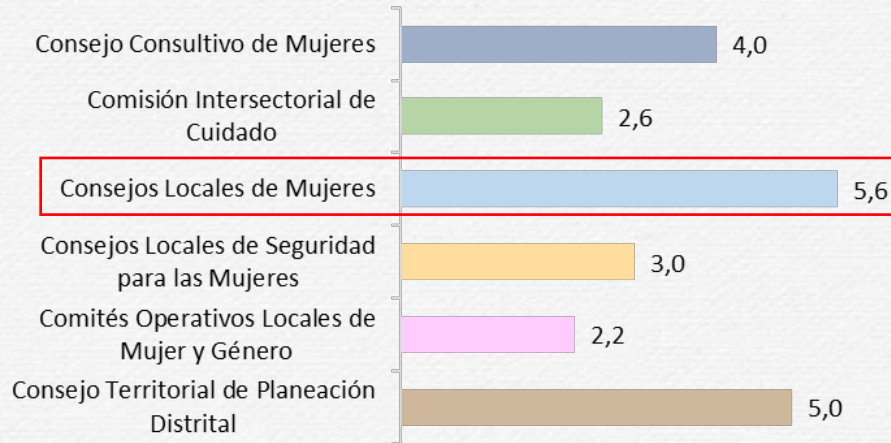 Consejo Consultivo de Mujeres
4,0
Comisión Intersectorial de
Cuidado
2,6
Consejos Locales de Mujeres
5,6
Consejos Locales de Seguridad
para las Mujeres
3,0
Comités Operativos Locales de
Mujer y Género
2,2
Consejo Territorial de Planeación
Distrital
5,0